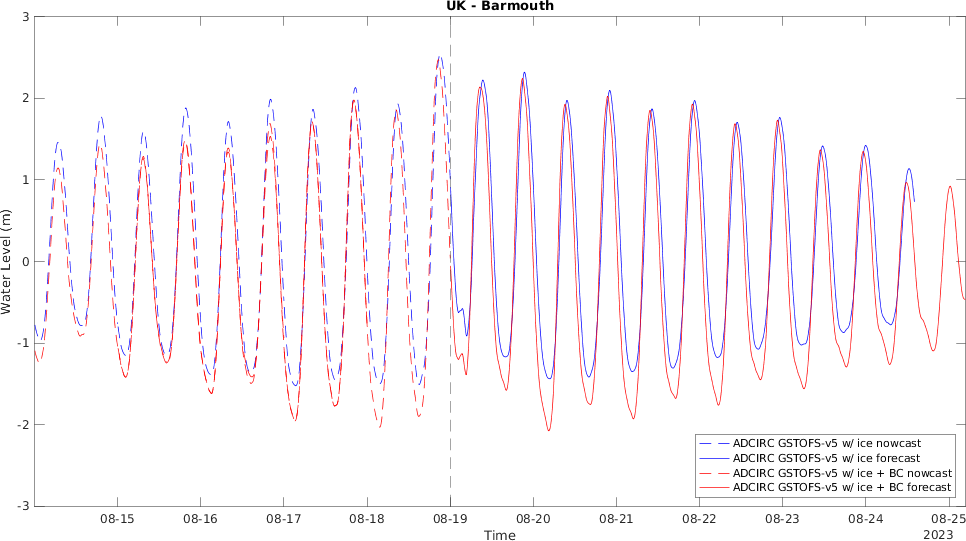 UK - Barmouth
3
2
1
0
-1
-2
-3
Water Level (m)
ADCIRC GSTOFS-v5 w/ ice nowcast
ADCIRC GSTOFS-v5 w/ ice forecast
ADCIRC GSTOFS-v5 w/ ice + BC nowcast
ADCIRC GSTOFS-v5 w/ ice + BC forecast
08-15 08-16 08-17 08-18 08-19 08-20 08-21 08-22 08-23 08-24 08-25
Time
2023